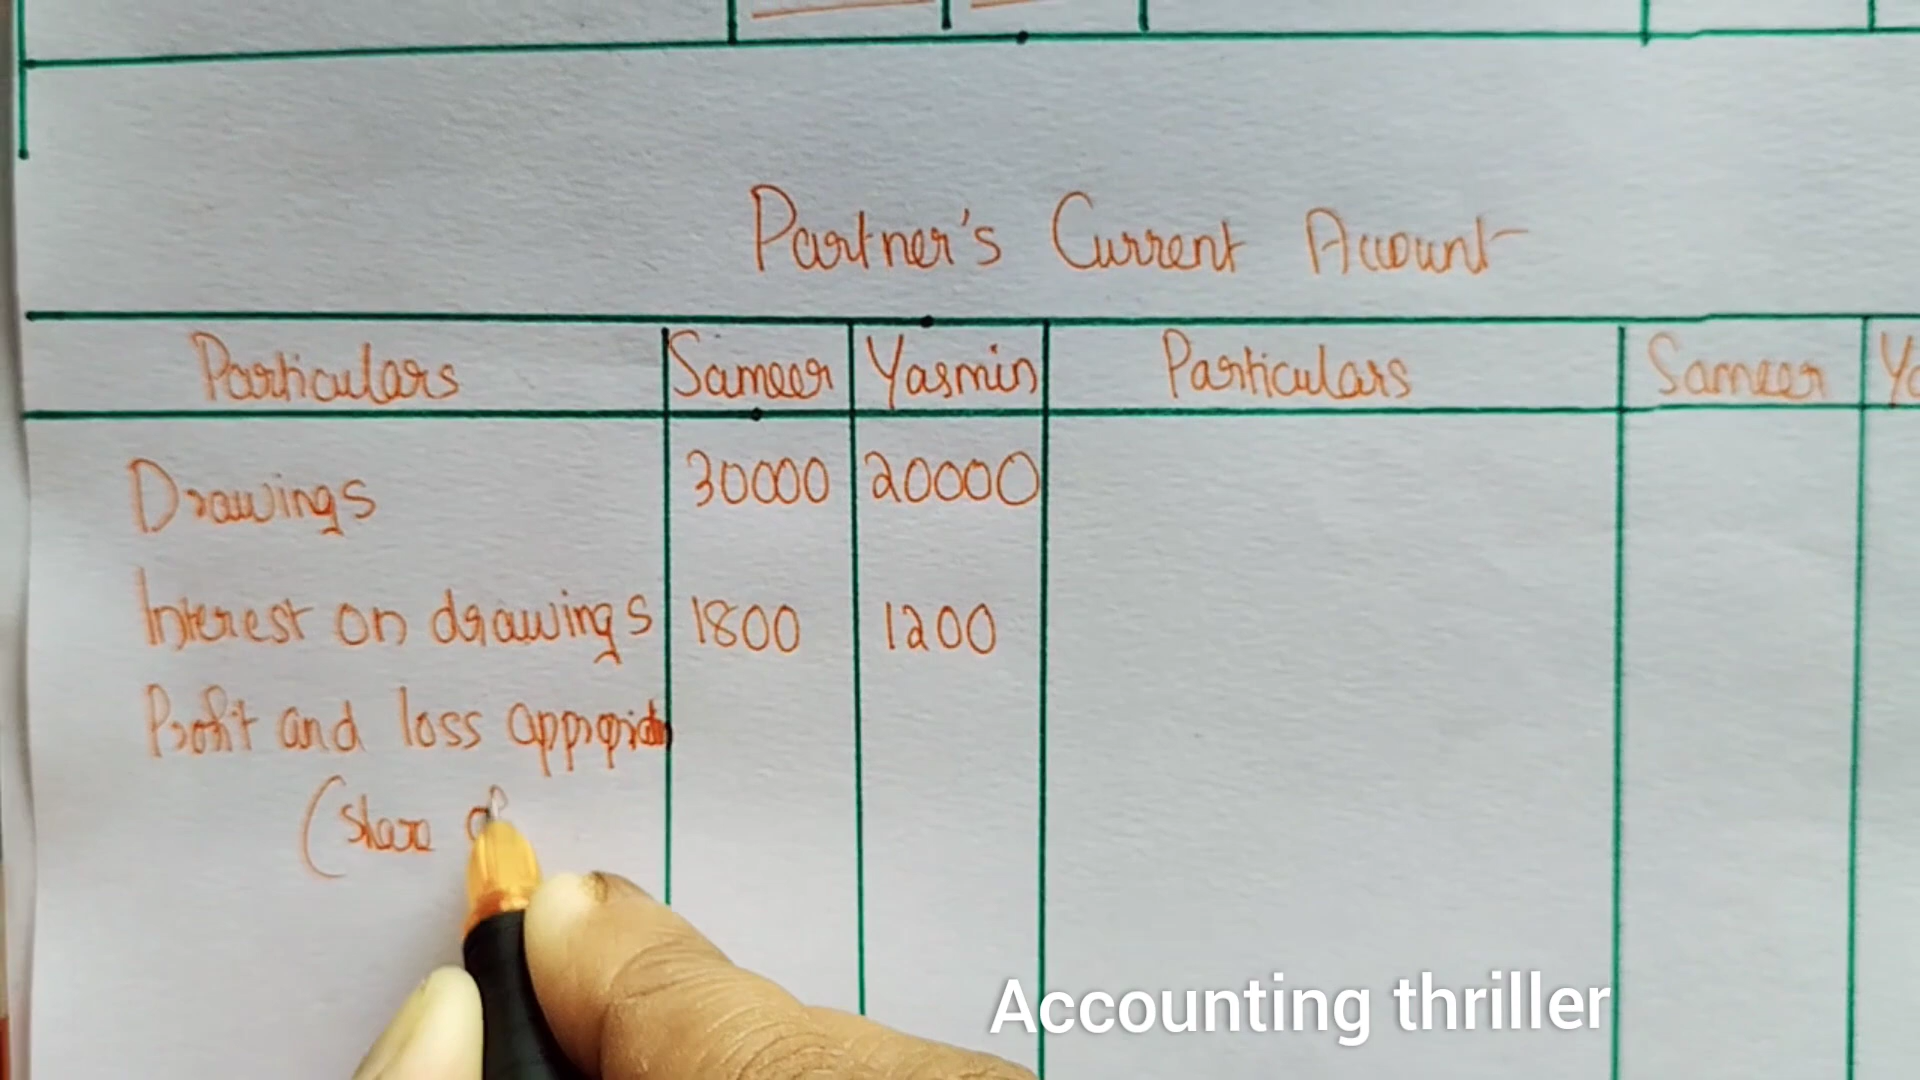 Partner's Current Account
Particulars Sameer Yasmin Particulars Sameer
Drawings 30000 20000
Interest on drawings 1800 1200
Profit and loss
(Share of
Accounting thriller